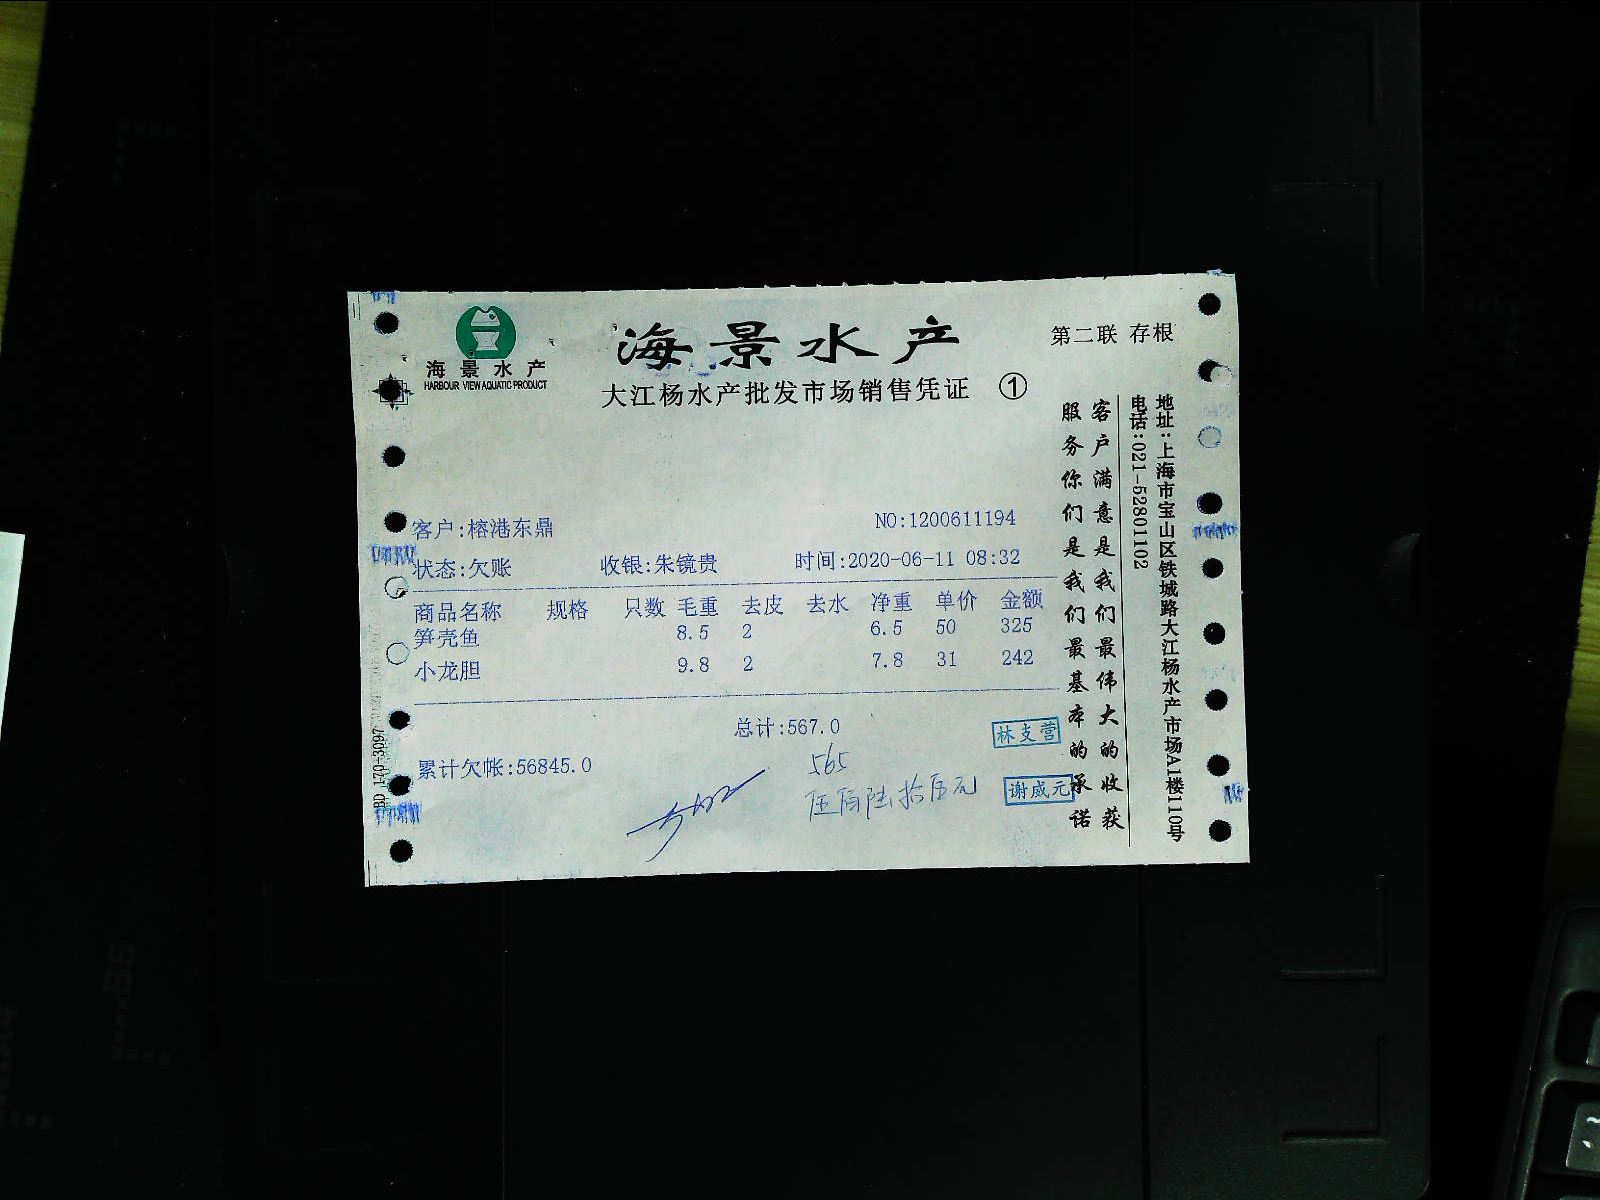 海景水产
HARBOUR VIEW AQUATIC PRODUCT
海景水产
大江杨水产批发市场销售凭证 ①
第二联 存根
客户:榕港东鼎
NO:1200611194
状态:欠账 收银:朱镜贵 时间:2020-06-11 08:32
商品名称 规格 只数 毛重 去皮 去水 净重 单价 金额
笋壳鱼 8.5 2 6.5 50 325
小龙胆 9.8 2 7.8 31 242
总计:567.0
累计欠帐:56845.0
565
伍佰陆拾伍元
林支营
谢威元
客户满意是我们最伟大的收获
服务你们是我们最基本的承诺
地址:上海市宝山区铁城路大江杨水产市场A1楼110号
电话:021-52801102